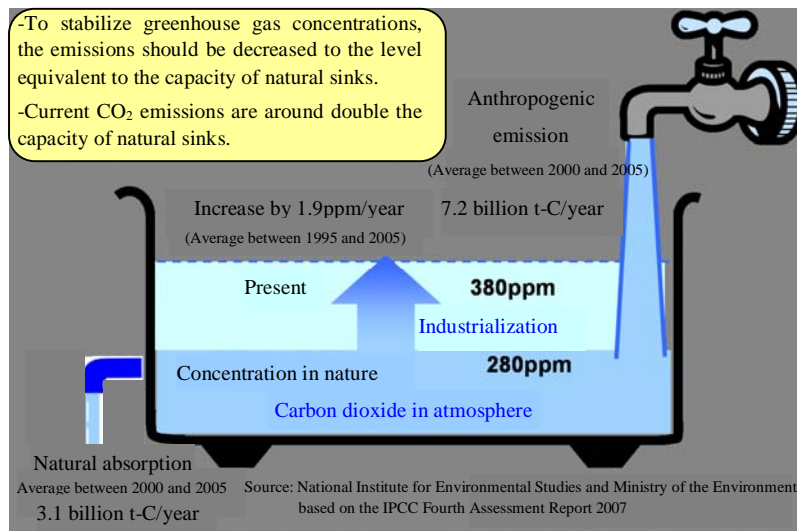 -To stabilize greenhouse gas concentrations,
the emissions should be decreased to the level
equivalent to the capacity of natural sinks.
-Current CO₂ emissions are around double the
capacity of natural sinks.
Anthropogenic
emission
(Average between 2000 and 2005)
Increase by 1.9ppm/year 7.2 billion t-C/year
(Average between 1995 and 2005)
Present 380ppm
Industrialization
Concentration in nature 280ppm
Carbon dioxide in atmosphere
Natural absorption
Average between 2000 and 2005
3.1 billion t-C/year
Source: National Institute for Environmental Studies and Ministry of the Environment
based on the IPCC Fourth Assessment Report 2007